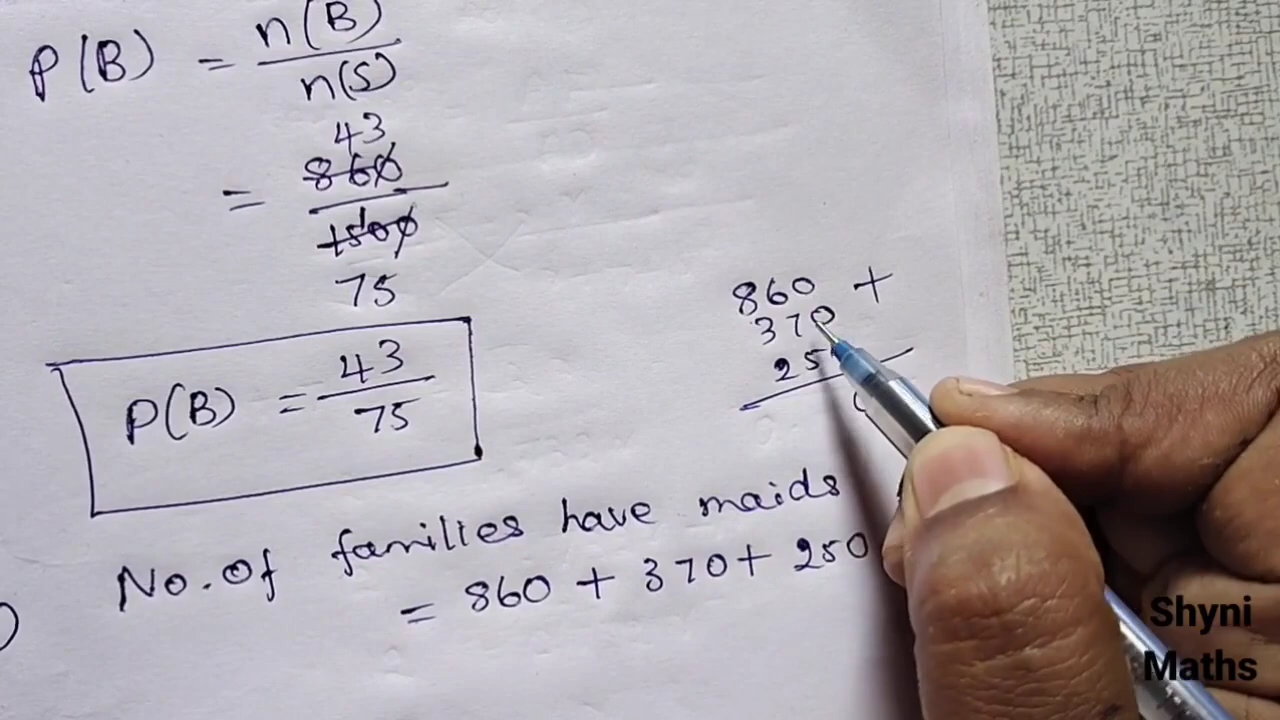 P(B) = n(B)
n(S)
43
= 860
1500
75
P(B) = 43
75
860 +
370
25
No. of families have maids
= 860 + 370 + 250
Shyni
Maths